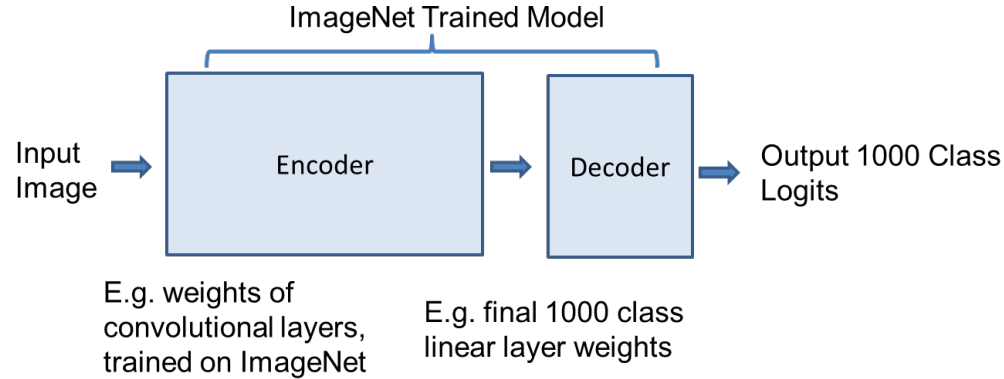 ImageNet Trained Model
Input
Image
Encoder
Decoder
Output 1000 Class
Logits
E.g. weights of
convolutional layers,
trained on ImageNet
E.g. final 1000 class
linear layer weights